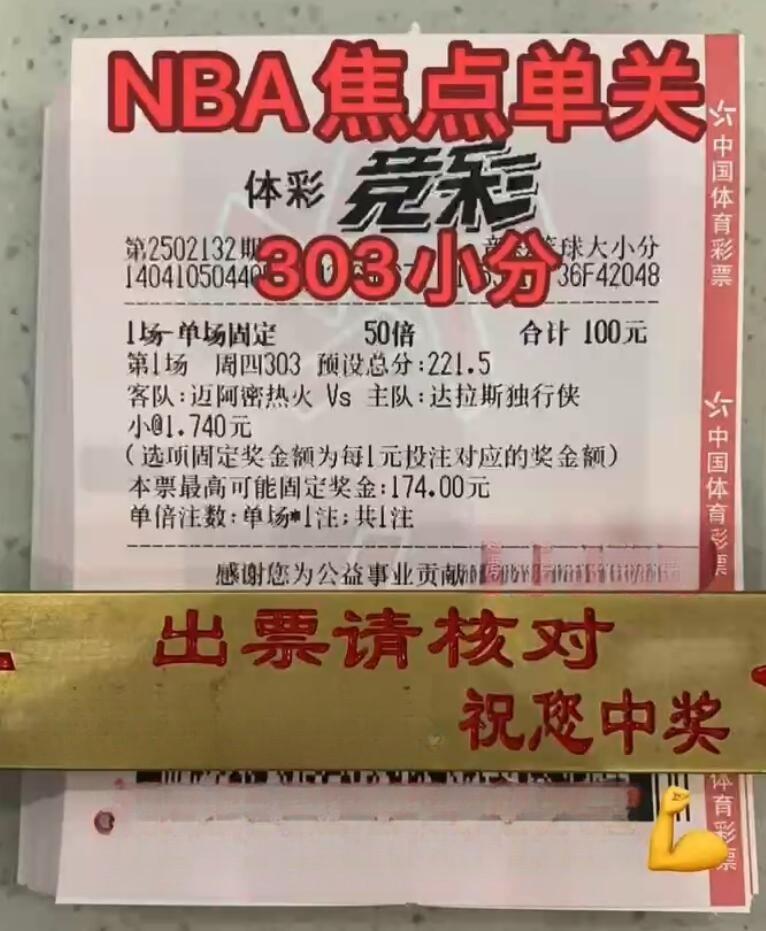 NBA焦点单关
体彩 竞彩
第2502132期
篮球大小分
303小分
1404105044
36F42048
1场-单场固定 50倍 合计 100元
第1场 周四303 预设总分:221.5
客队:迈阿密热火 Vs 主队:达拉斯独行侠
小@1.740元
(选项固定奖金额为每1元投注对应的奖金额)
本票最高可能固定奖金:174.00元
单倍注数:单场*1注;共1注
感谢您为公益事业贡献
出票请核对
祝您中奖
中国体育彩票
中国体育彩票
体育彩票